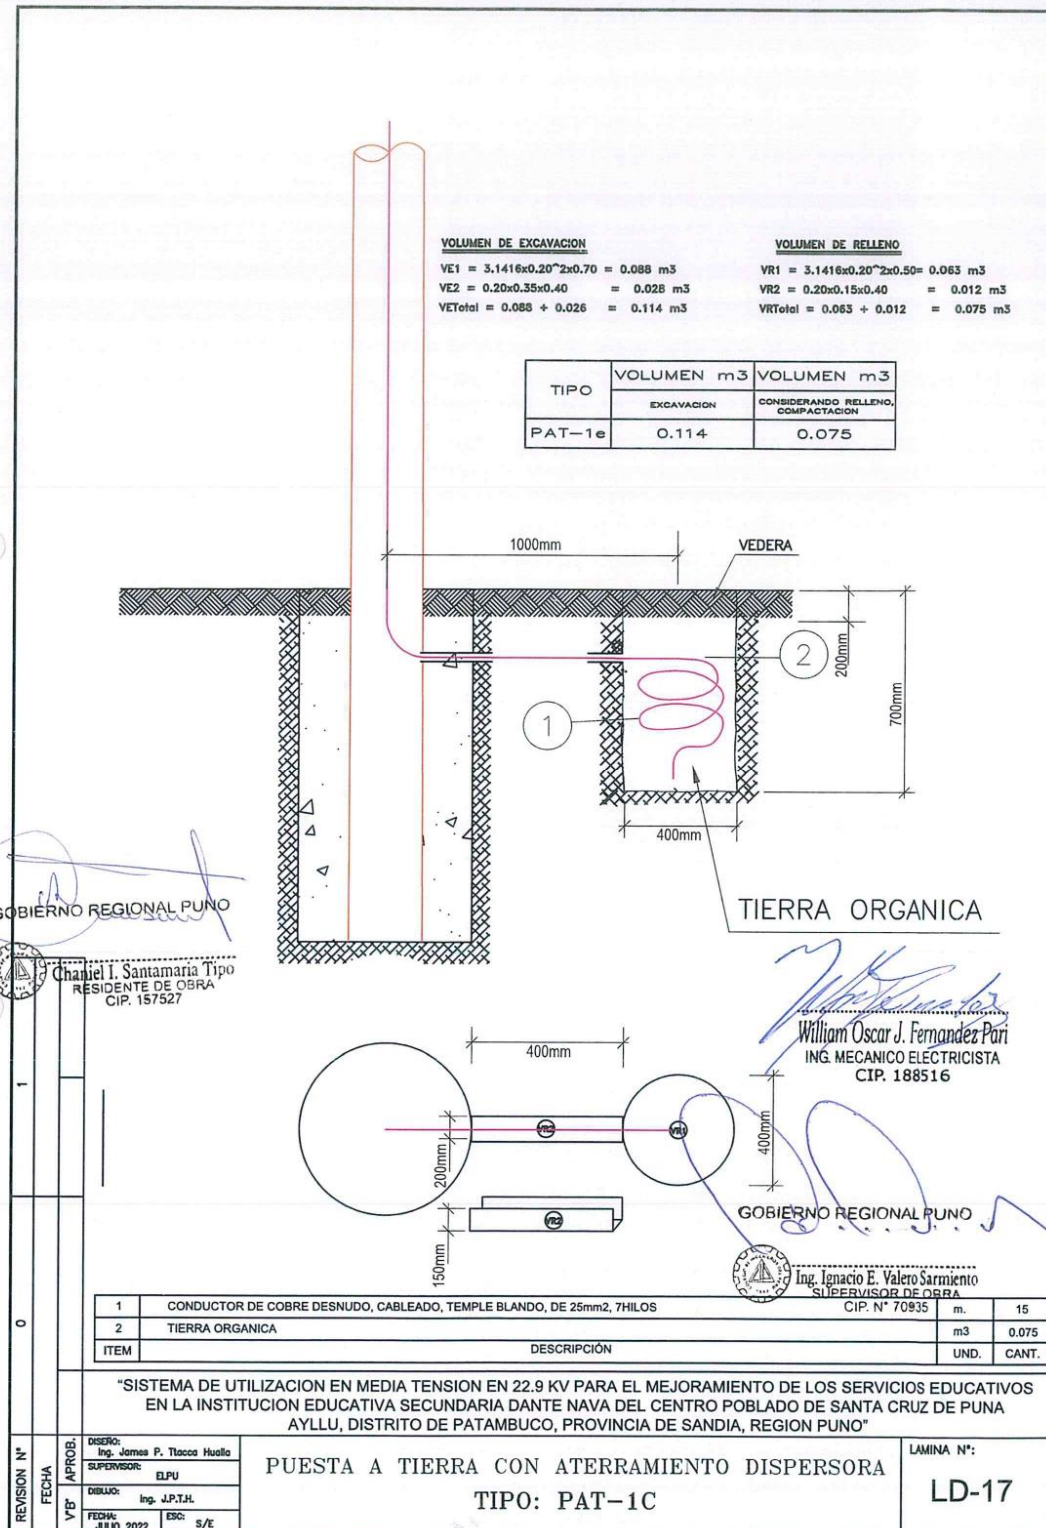 VOLUMEN DE EXCAVACION
VE1 = 3.1416x0.20^2x0.70 = 0.088 m3
VE2 = 0.20x0.35x0.40 = 0.028 m3
VETotal = 0.088 + 0.026 = 0.114 m3
VOLUMEN DE RELLENO
VR1 = 3.1416x0.20^2x0.50= 0.063 m3
VR2 = 0.20x0.15x0.40 = 0.012 m3
VRTotal = 0.063 + 0.012 = 0.075 m3
TIPO
VOLUMEN m3
VOLUMEN m3
EXCAVACION
CONSIDERANDO RELLENO,
COMPACTACION
PAT-1e
0.114
0.075
1000mm
VEDERA
2
200mm
700mm
1
400mm
TIERRA ORGANICA
GOBIERNO REGIONAL PUNO
Chaniel I. Santamaria Tipo
RESIDENTE DE OBRA
CIP. 157527
William Oscar J. Fernandez Pari
ING. MECANICO ELECTRICISTA
CIP. 188516
400mm
VR2
VR1
400mm
200mm
VR2
150mm
GOBIERNO REGIONAL PUNO
Ing. Ignacio E. Valero Sarmiento
SUPERVISOR DE OBRA
CIP. N° 70935
1 CONDUCTOR DE COBRE DESNUDO, CABLEADO, TEMPLE BLANDO, DE 25mm2, 7HILOS m. 15
2 TIERRA ORGANICA m3 0.075
ITEM DESCRIPCIÓN UND. CANT.
"SISTEMA DE UTILIZACION EN MEDIA TENSION EN 22.9 KV PARA EL MEJORAMIENTO DE LOS SERVICIOS EDUCATIVOS
EN LA INSTITUCION EDUCATIVA SECUNDARIA DANTE NAVA DEL CENTRO POBLADO DE SANTA CRUZ DE PUNA
AYLLU, DISTRITO DE PATAMBUCO, PROVINCIA DE SANDIA, REGION PUNO"
1
0
REVISION N°
FECHA
V°B° APROB.
DISEÑO:
Ing. James P. Ttacca Hualla
SUPERVISOR:
ELPU
DIBUJO:
Ing. J.P.T.H.
FECHA:
JULIO 2022
ESC:
S/E
PUESTA A TIERRA CON ATERRAMIENTO DISPERSORA
TIPO: PAT-1C
LAMINA N°:
LD-17